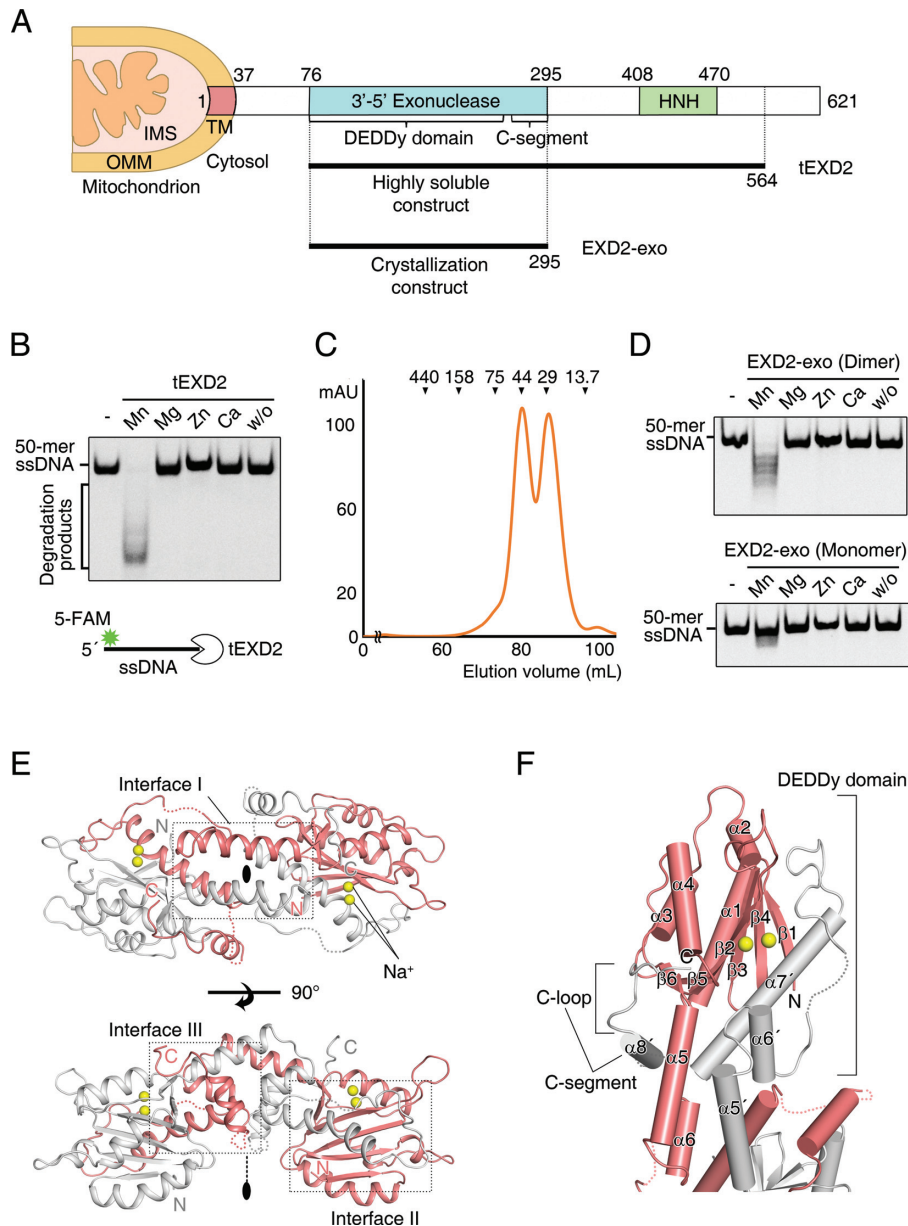 A
1
37
76
295
408
470
621
3’-5’ Exonuclease
HNH
TM
IMS
OMM
Cytosol
Mitochondrion
DEDDy domain
C-segment
tEXD2
Highly soluble
construct
564
EXD2-exo
295
Crystallization
construct
B
tEXD2
- Mn Mg Zn Ca w/o
50-mer
ssDNA
Degradation
products
5-FAM
5´
ssDNA
tEXD2
C
440 158 75 44 29 13.7
mAU
100
60
20
0
0 60 80 100
Elution volume (mL)
D
EXD2-exo (Dimer)
- Mn Mg Zn Ca w/o
50-mer
ssDNA
EXD2-exo (Monomer)
- Mn Mg Zn Ca w/o
50-mer
ssDNA
E
Interface I
N
C
C
N
Na⁺
90°
Interface III
C
C
N
N
Interface II
F
DEDDy domain
α2
α4
α3
α1
β4
β2
β1
β3
C
β6
β5
α7´
N
C-loop
α8´
α6´
C-segment
α5
α5´
α6